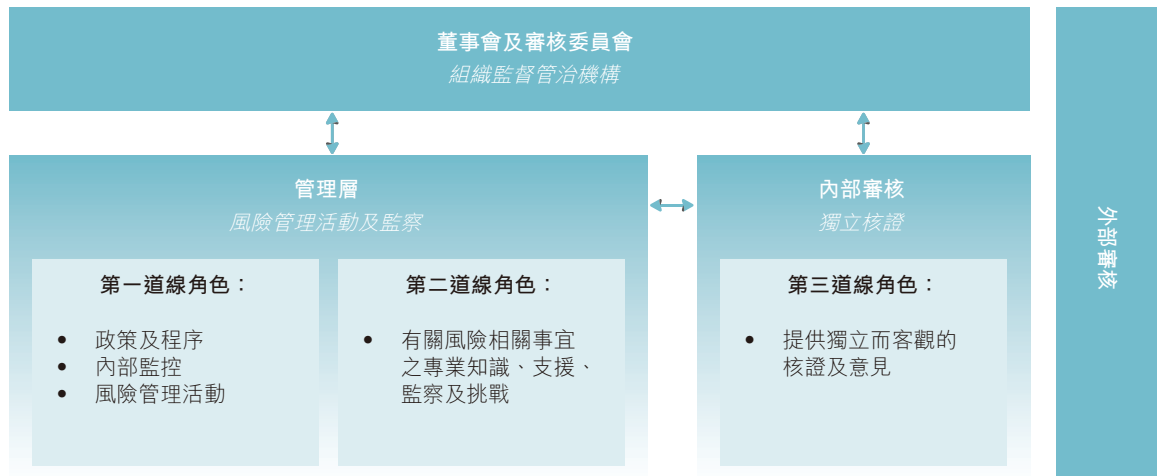 董事會及審核委員會
組織監督管治機構
管理層
風險管理活動及監察
第一道線角色：
• 政策及程序
• 內部監控
• 風險管理活動
第二道線角色：
• 有關風險相關事宜
之專業知識、支援、
監察及挑戰
內部審核
獨立核證
第三道線角色：
• 提供獨立而客觀的
核證及意見
外部審核